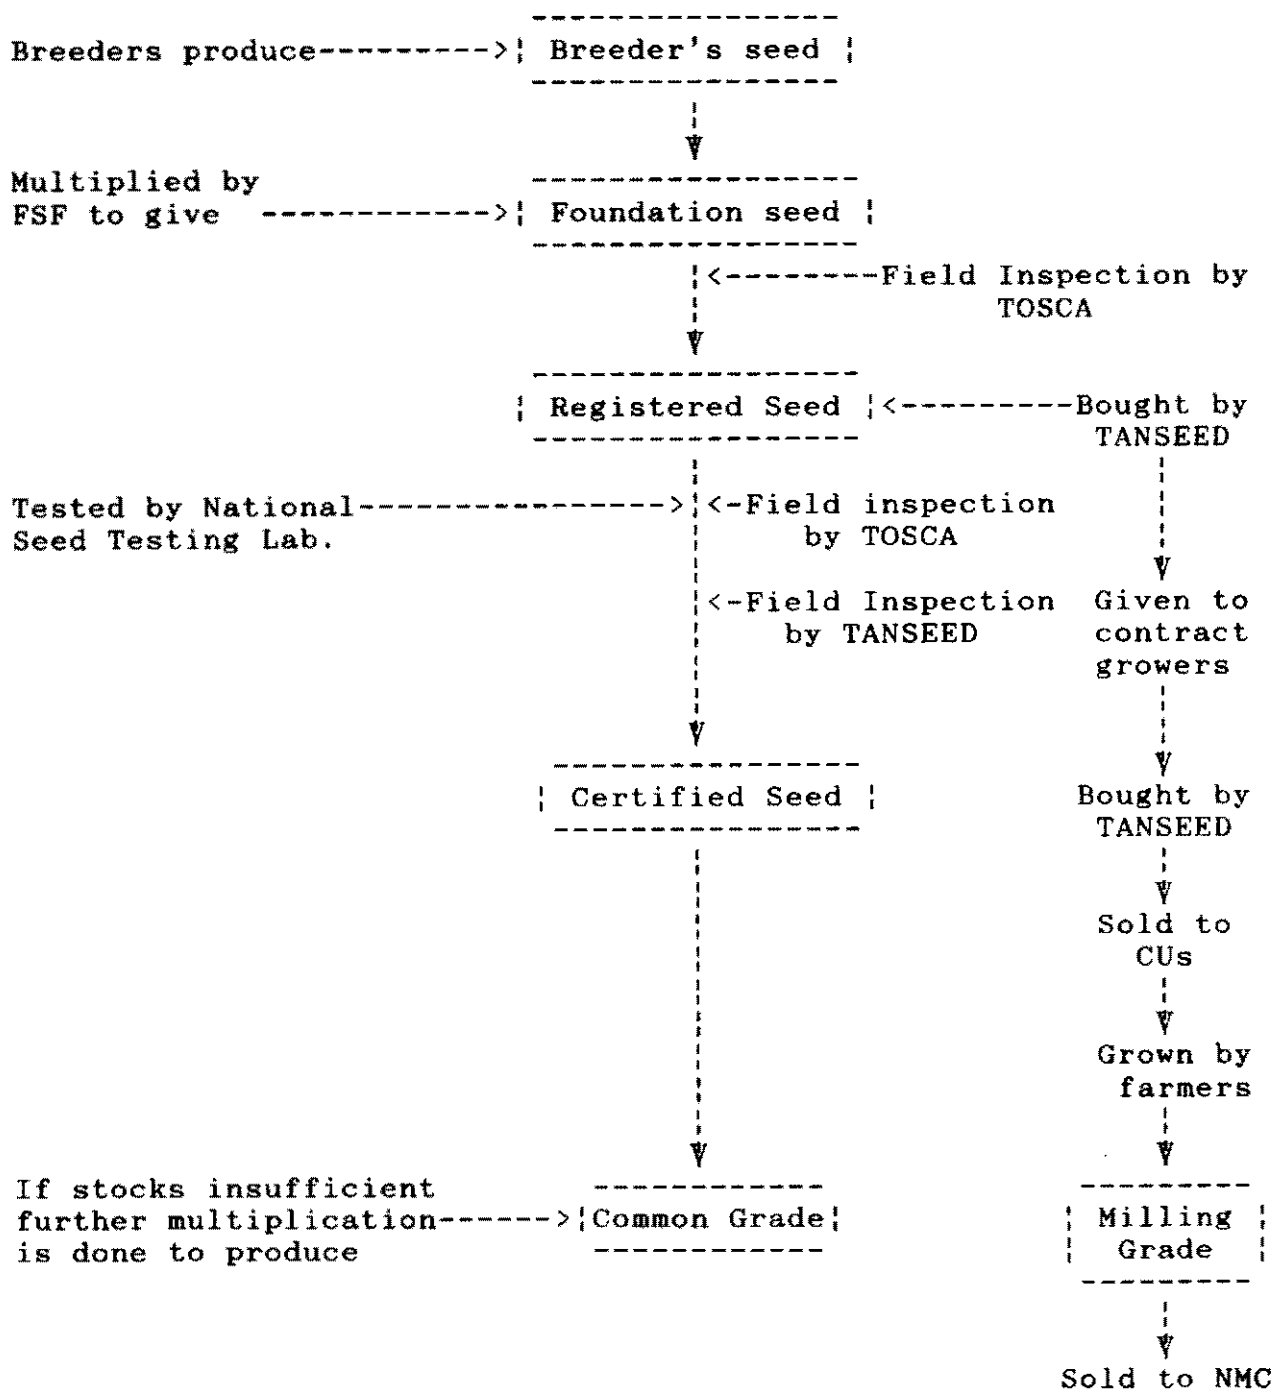 Breeders produce
Breeder's seed
Multiplied by
FSF to give
Foundation seed
Field Inspection by
TOSCA
Registered Seed
Bought by
TANSEED
Tested by National
Seed Testing Lab.
Field inspection
by TOSCA
Field Inspection
by TANSEED
Given to
contract
growers
Certified Seed
Bought by
TANSEED
Sold to
CUs
Grown by
farmers
If stocks insufficient
further multiplication
is done to produce
Common Grade
Milling
Grade
Sold to NMC